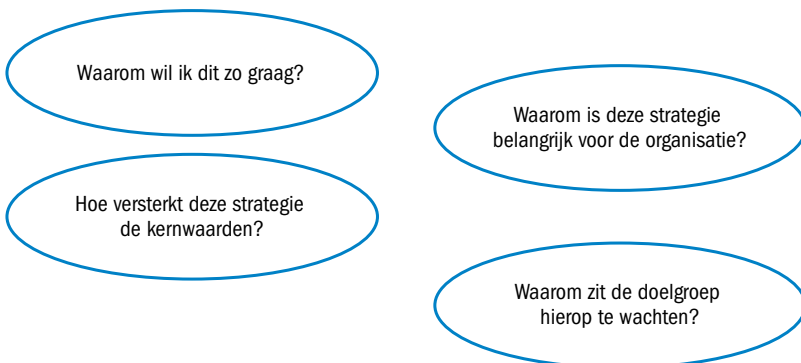 Waarom wil ik dit zo graag?
Waarom is deze strategie
belangrijk voor de organisatie?
Hoe versterkt deze strategie
de kernwaarden?
Waarom zit de doelgroep
hierop te wachten?